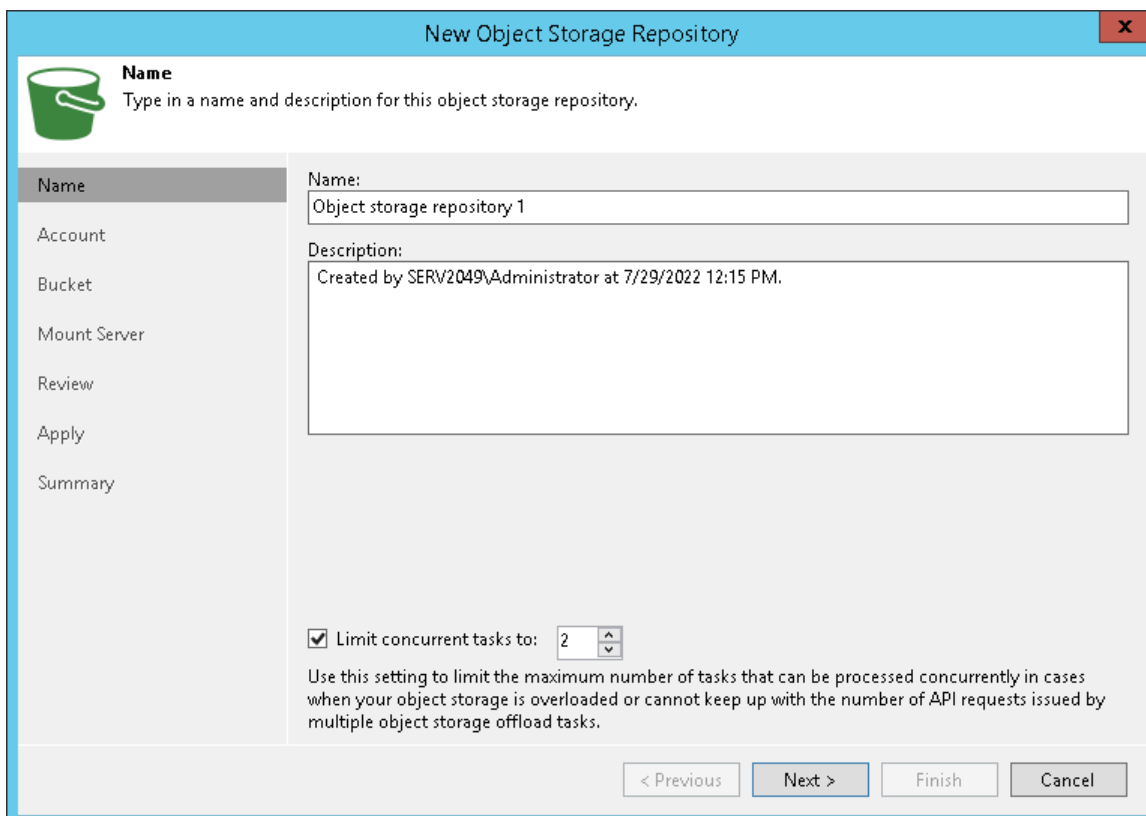 New Object Storage Repository
x
Name
Type in a name and description for this object storage repository.
Name
Account
Bucket
Mount Server
Review
Apply
Summary
Name:
Object storage repository 1
Description:
Created by SERV2049\Administrator at 7/29/2022 12:15 PM.
Limit concurrent tasks to: 2
Use this setting to limit the maximum number of tasks that can be processed concurrently in cases
when your object storage is overloaded or cannot keep up with the number of API requests issued by
multiple object storage offload tasks.
< Previous Next > Finish Cancel